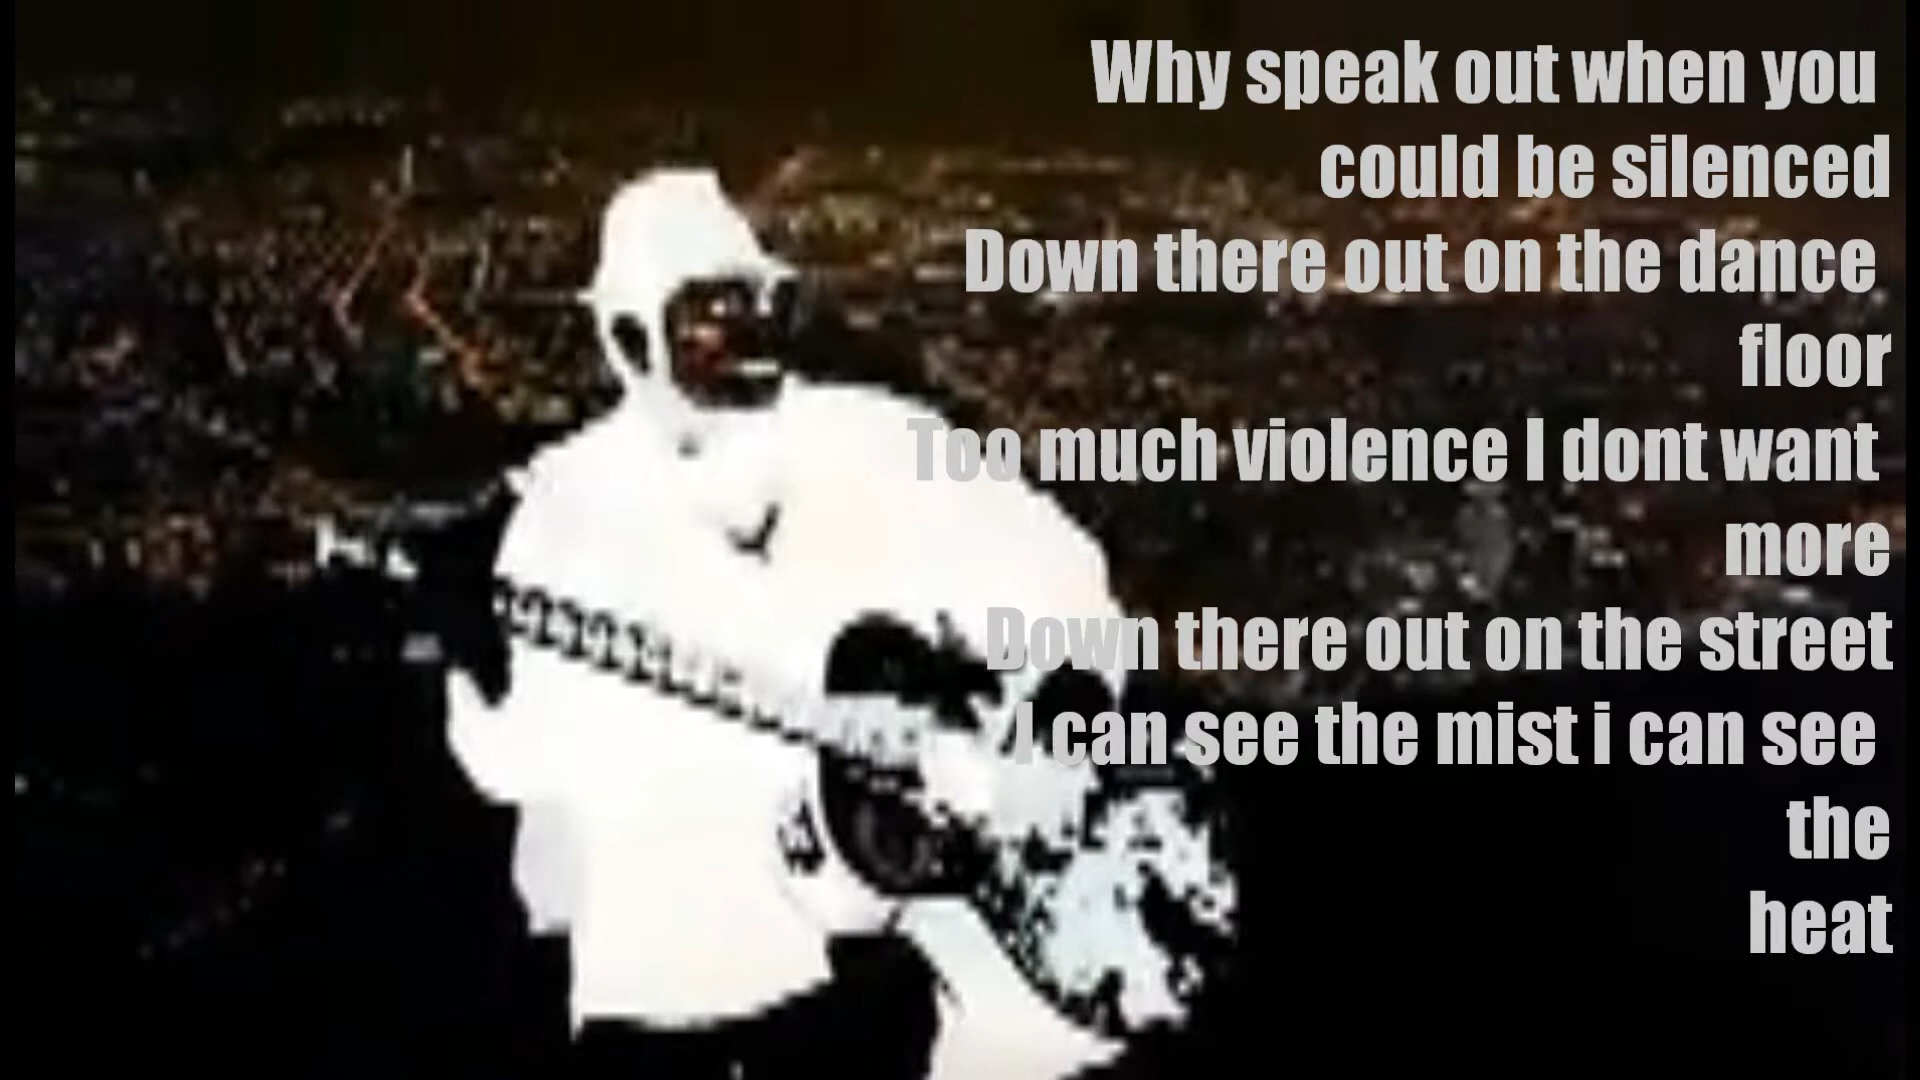 Why speak out when you
could be silenced
Down there out on the dance
floor
Too much violence I dont want
more
Down there out on the street
I can see the mist i can see
the
heat